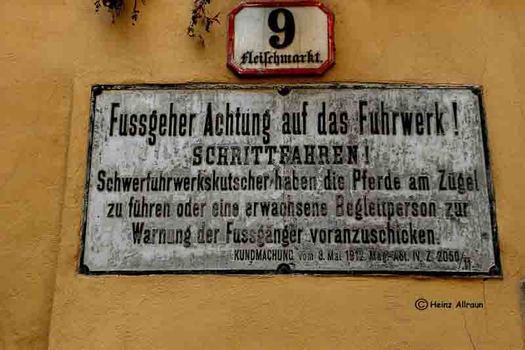 9
Fleischmarkt.
Fussgeher Achtung auf das Fuhrwerk!
SCHRITTFAHREN!
Schwerfuhrwerkskutscher haben die Pferde am Zügel
zu führen oder eine erwachsene Begleitperson zur
Warnung der Fussgänger voranzuschicken.
KUNDMACHUNG vom 8. Mai 1912. Mag. Abt. IV. Z. 2050/
© Heinz Allraun